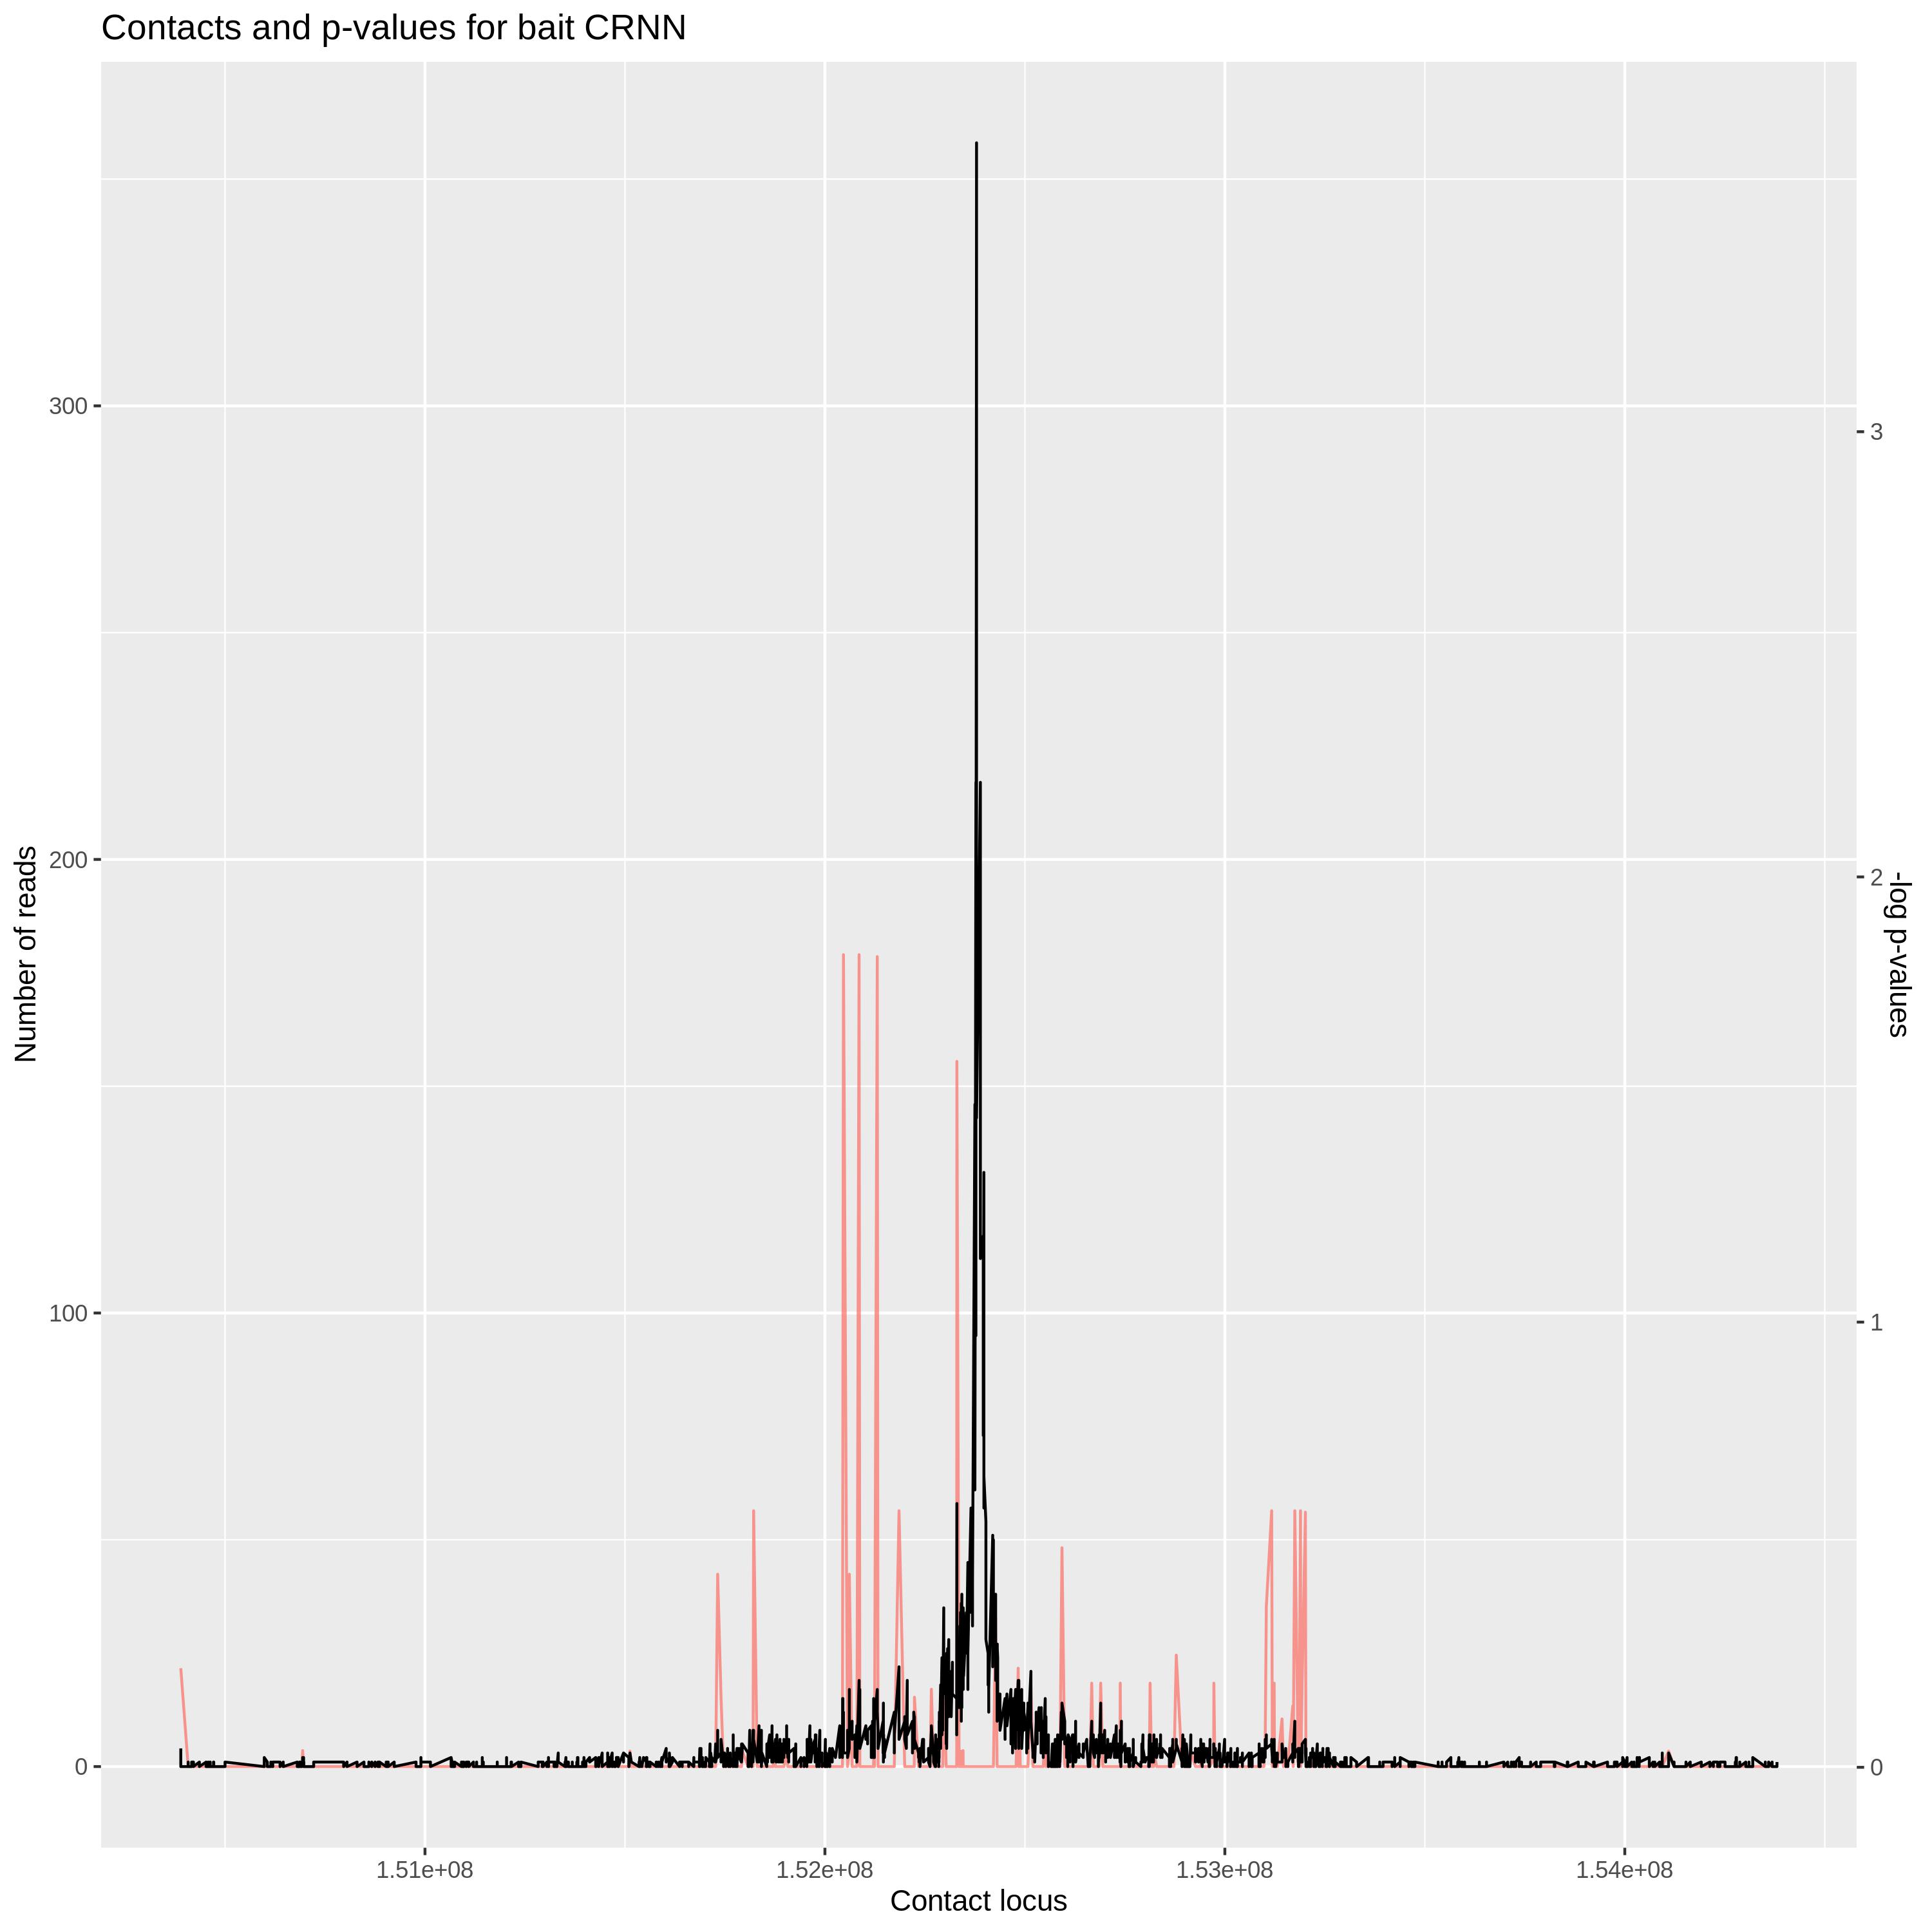 Contacts and p-values for bait CRNN
300
200
100
0
Number of reads
3
2
1
0
-log p-values
1.51e+08
1.52e+08
1.53e+08
1.54e+08
Contact locus